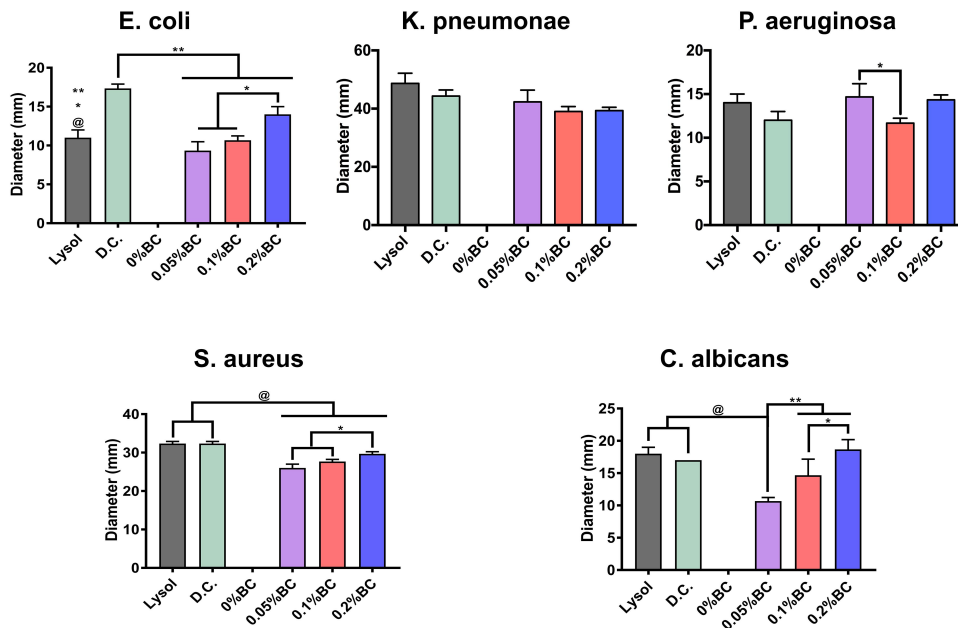 E. coli
K. pneumonae
P. aeruginosa
**
**
*
@
*
Diameter (mm)
20
15
10
5
0
Lysol
D.C.
0%BC
0.05%BC
0.1%BC
0.2%BC
Diameter (mm)
60
40
20
0
Lysol
D.C.
0%BC
0.05%BC
0.1%BC
0.2%BC
*
Diameter (mm)
20
15
10
5
0
Lysol
D.C.
0%BC
0.05%BC
0.1%BC
0.2%BC
S. aureus
C. albicans
@
*
Diameter (mm)
40
30
20
10
0
Lysol
D.C.
0%BC
0.05%BC
0.1%BC
0.2%BC
@
**
*
Diameter (mm)
25
20
15
10
5
0
Lysol
D.C.
0%BC
0.05%BC
0.1%BC
0.2%BC